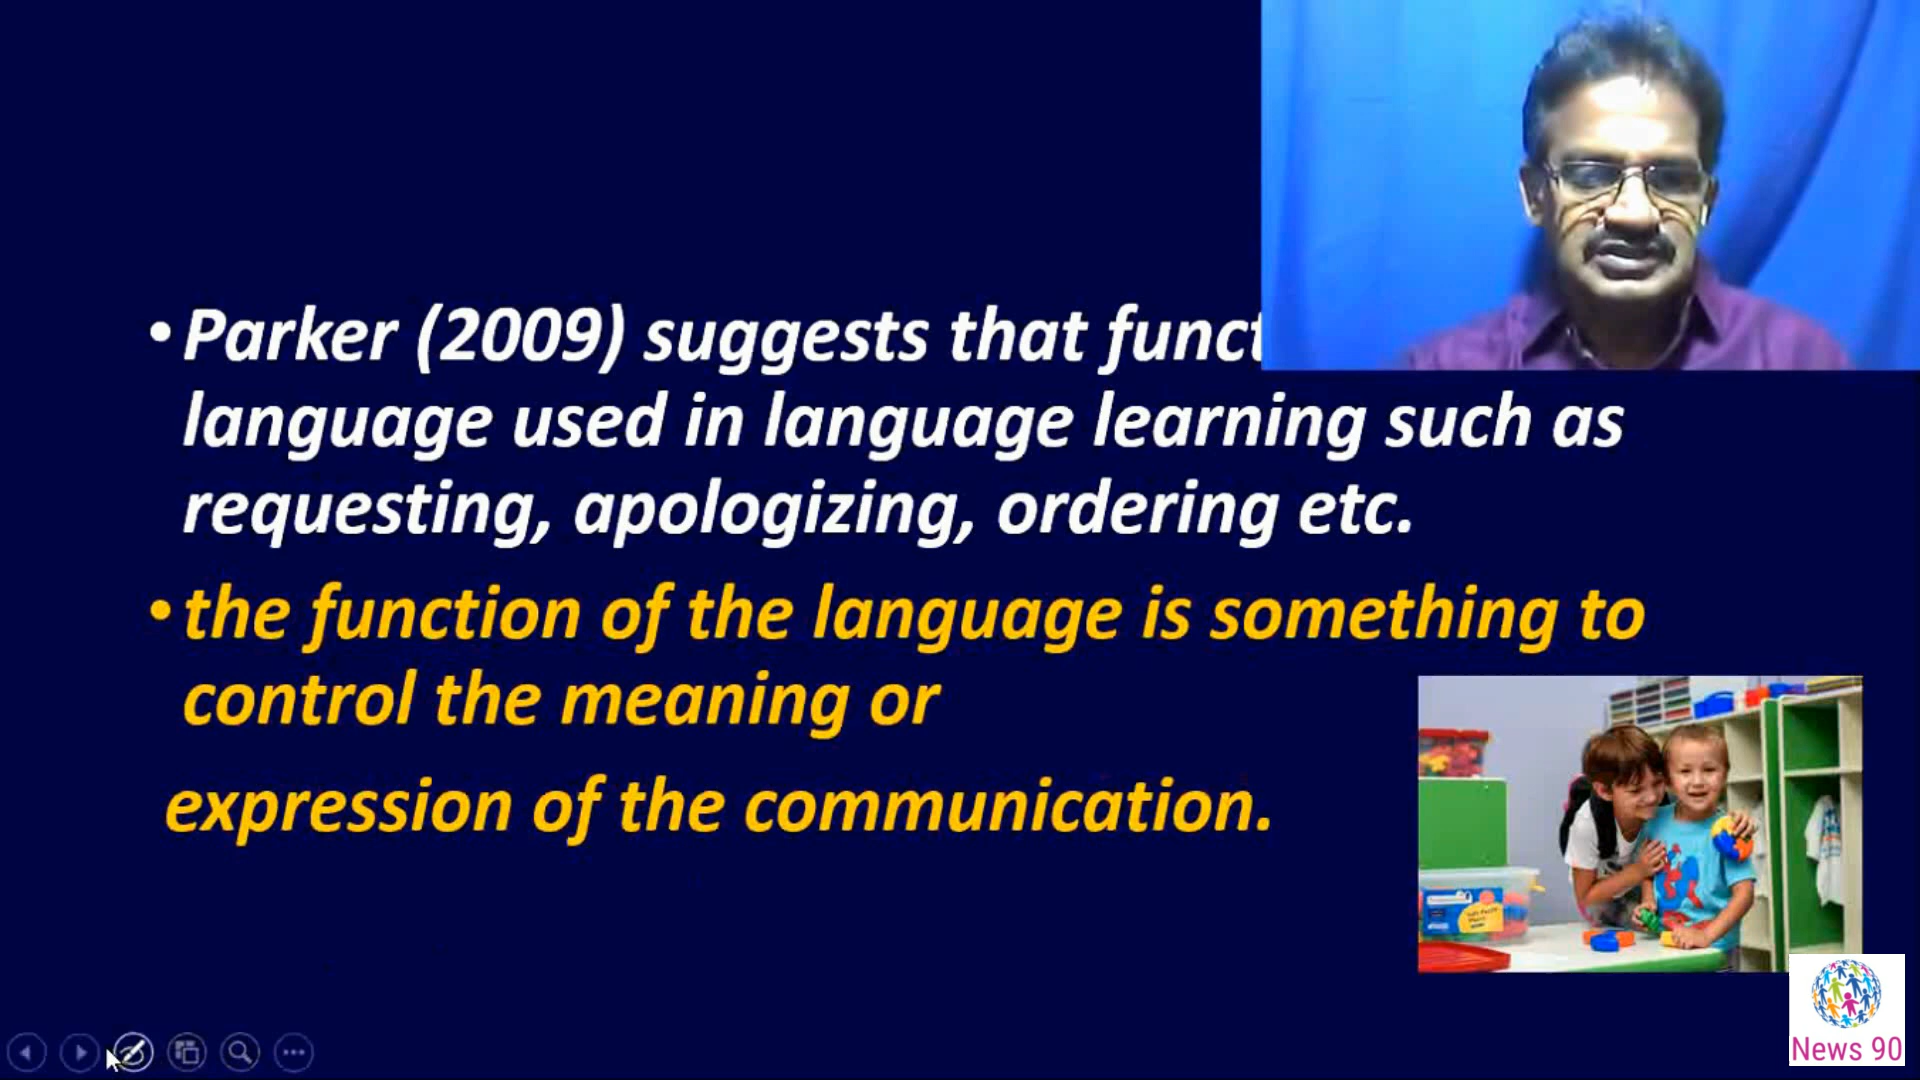 • Parker (2009) suggests that
language used in language learning such as
requesting, apologizing, ordering etc.
• the function of the language is something to
control the meaning or
expression of the communication.
News 90